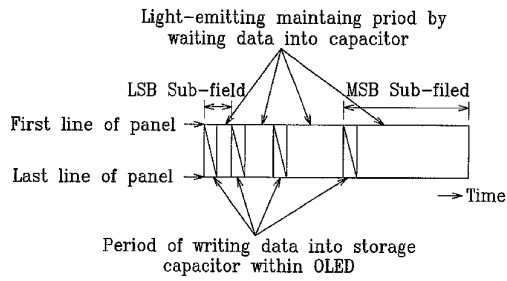 Light-emitting maintaing priod by
waiting data into capacitor
LSB Sub-field
MSB Sub-filed
First line of panel
Last line of panel
Time
Period of writing data into storage
capacitor within OLED